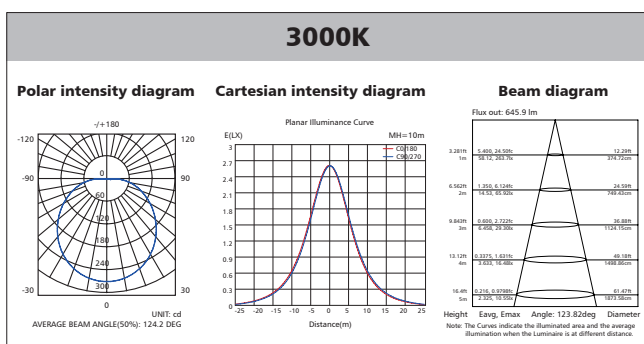 3000K
Polar intensity diagram
-/+180
-120
120
-90
90
0
60
120
180
240
300
-30
30
0
UNIT: cd
AVERAGE BEAM ANGLE(50%): 124.2 DEG
Cartesian intensity diagram
Planar Illuminance Curve
E(LX)
MH=10m
C0/180
C90/270
3
2.7
2.4
2.1
1.8
1.5
1.2
0.9
0.6
0.3
0
-25 -20 -15 -10 -5 0 5 10 15 20 25
Distance(m)
Beam diagram
Flux out: 645.9 lm
3.281ft 5.400, 24.50fc 12.29ft
1m 58.12, 263.7lx 374.72cm
6.562ft 1.350, 6.124fc 24.59ft
2m 14.53, 65.92lx 749.43cm
9.843ft 0.600, 2.722fc 36.88ft
3m 6.458, 29.30lx 1124.15cm
13.12ft 0.3375, 1.531fc 49.18ft
4m 3.633, 16.48lx 1498.86cm
16.4ft 0.216, 0.9798fc 61.47ft
5m 2.325, 10.55lx 1873.58cm
Height Eavg, Emax Angle: 123.82deg Diameter
Note: The Curves indicate the illuminated area and the average
illumination when the Luminaire is at different distance.